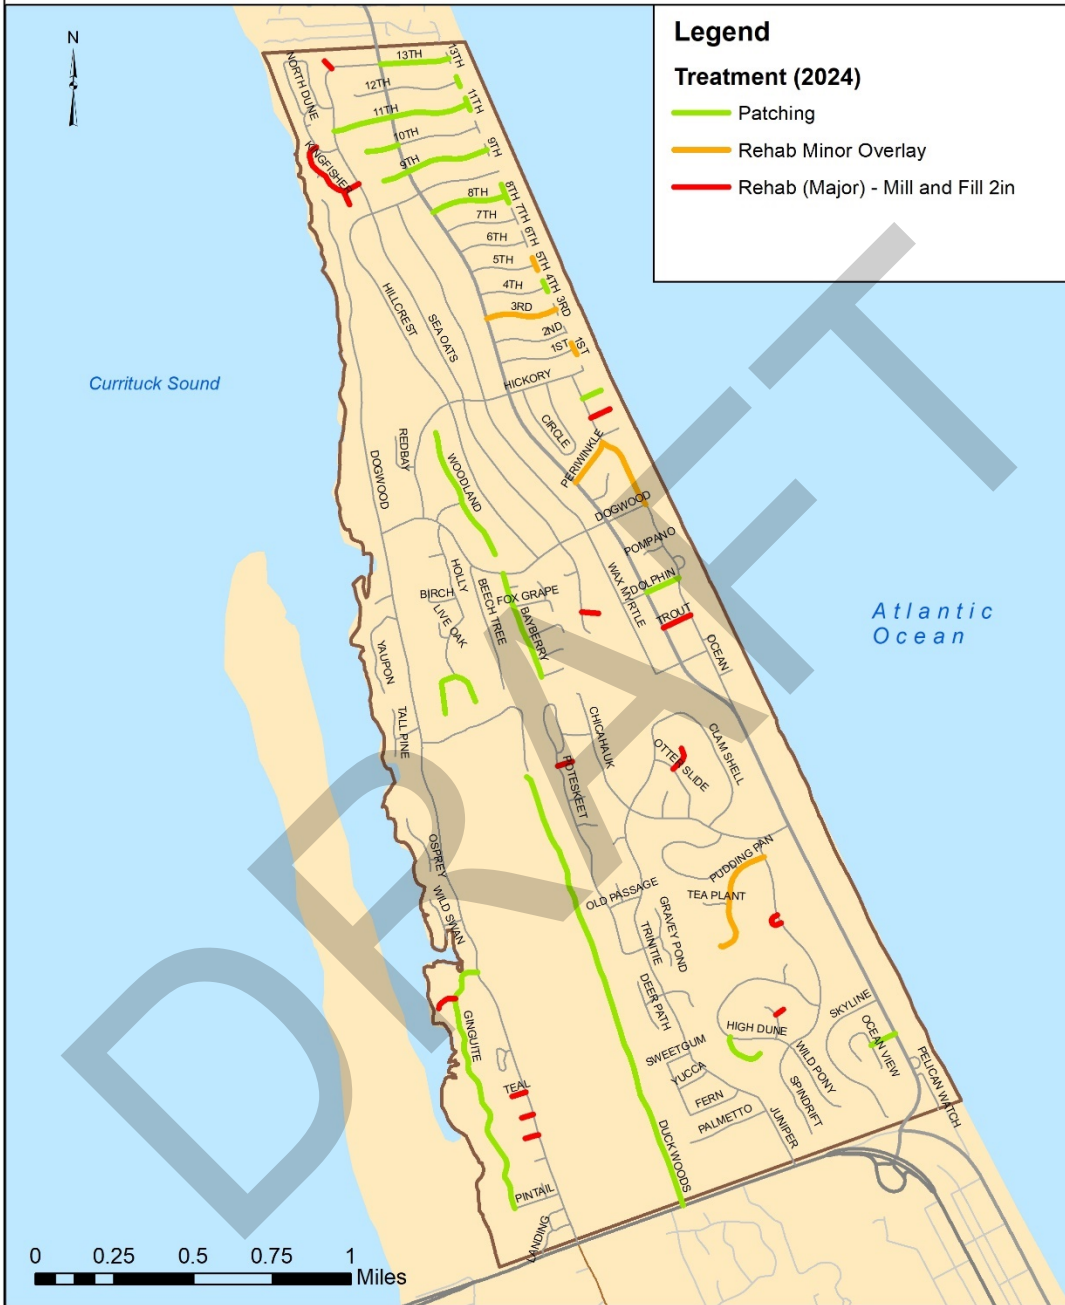 Legend
Treatment (2024)
Patching
Rehab Minor Overlay
Rehab (Major) - Mill and Fill 2in
N
13TH
13TH
NORTH DUNE
12TH
11TH
11TH
10TH
9TH
9TH
KINGFISHER
8TH
8TH
7TH
7TH
6TH
6TH
5TH
5TH
4TH
4TH
3RD
3RD
2ND
1ST
1ST
HILLCREST
SEA OATS
Currituck Sound
HICKORY
CIRCLE
PERIWINKLE
REDBAY
DOGWOOD
WOODLAND
DOGWOOD
POMPANO
DOLPHIN
WAX MYRTLE
TROUT
OCEAN
Atlantic
Ocean
HOLLY
BIRCH
BEECH TREE
FOX GRAPE
BAYBERRY
LIVE OAK
YAUPON
TALL PINE
CHICAHAUK
POTESKEET
OTTER SLIDE
CLAM SHELL
OSPREY
WILD SWAN
PUDDING PAN
TEA PLANT
OLD PASSAGE
GRAVEY POND
TRINITIE
DEER PATH
GINGUITE
HIGH DUNE
SKYLINE
OCEAN VIEW
PELICAN WATCH
WILD PONY
SPINDRIFT
SWEETGUM
YUCCA
FERN
PALMETTO
JUNIPER
TEAL
DUCK WOODS
PINTAIL
LANDING
DRAFT
0 0.25 0.5 0.75 1
Miles